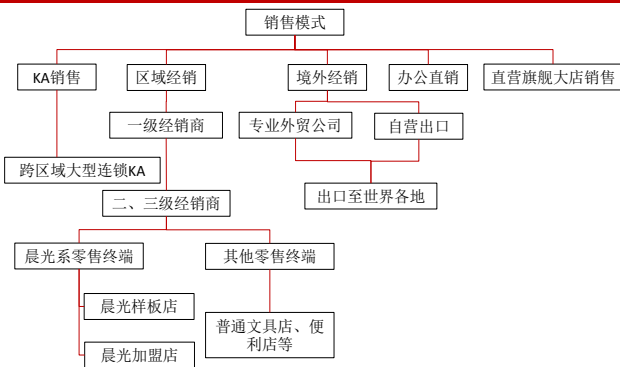 销售模式
KA销售
区域经销
境外经销
办公直销
直营旗舰大店销售
一级经销商
专业外贸公司
自营出口
跨区域大型连锁KA
二、三级经销商
出口至世界各地
晨光系零售终端
其他零售终端
晨光样板店
普通文具店、便
利店等
晨光加盟店